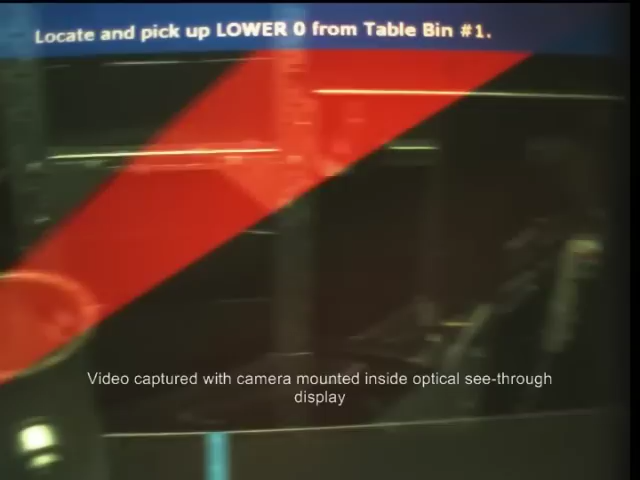 Locate and pick up LOWER 0 from Table Bin #1.
Video captured with camera mounted inside optical see-through
display